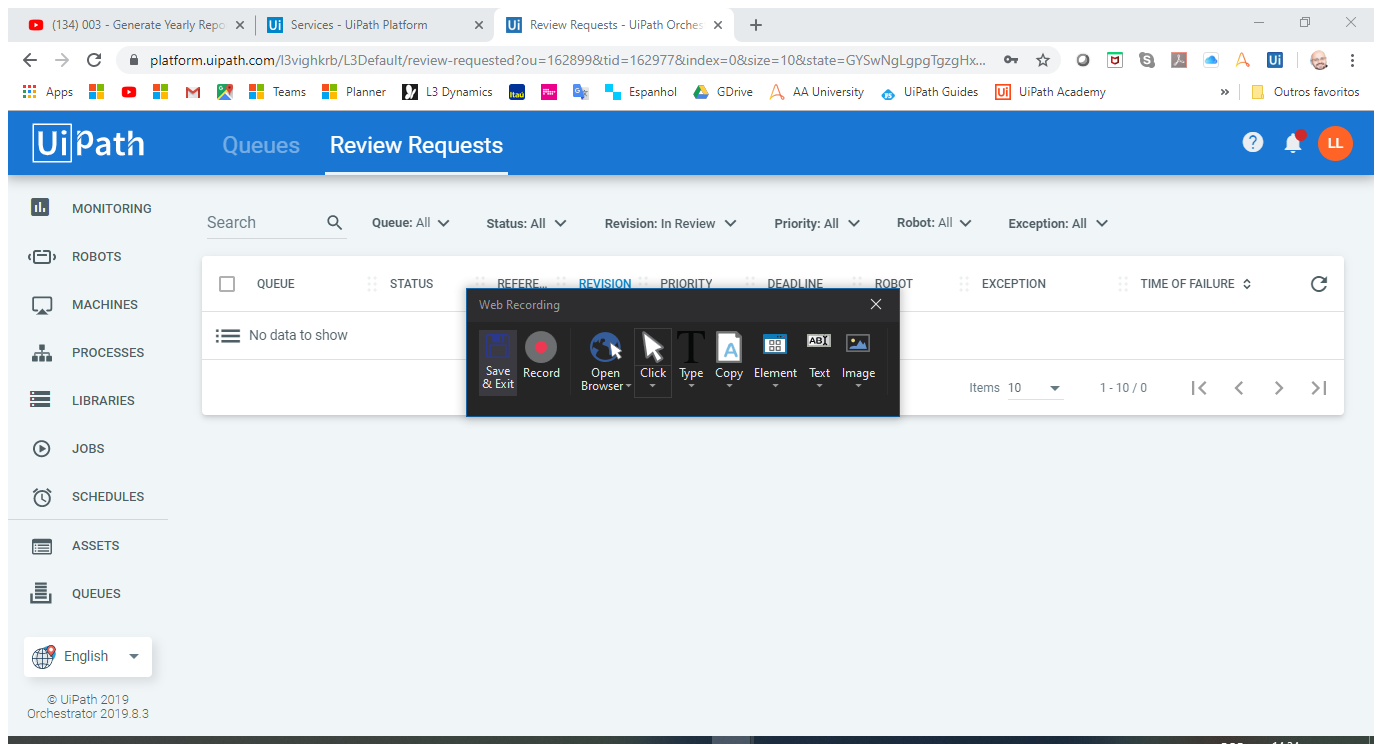 (134) 003 - Generate Yearly Repo
Services - UiPath Platform
Review Requests - UiPath Orches
platform.uipath.com/l3vighkrb/L3Default/review-requested?ou=162899&tid=162977&index=0&size=10&state=GYSwNgLgpgTgzgHx...
Apps Teams Planner L3 Dynamics Itaú Espanhol GDrive AA University UiPath Guides UiPath Academy » Outros favoritos
UiPath Queues Review Requests LL
MONITORING
ROBOTS
MACHINES
PROCESSES
LIBRARIES
JOBS
SCHEDULES
ASSETS
QUEUES
English
© UiPath 2019
Orchestrator 2019.8.3
Search Queue: All Status: All Revision: In Review Priority: All Robot: All Exception: All
QUEUE STATUS REFERE... REVISION PRIORITY DEADLINE ROBOT EXCEPTION TIME OF FAILURE
No data to show
Items 10 1 - 10 / 0
Web Recording
Save & Exit
Record
Open Browser
Click
Type
Copy
Element
Text
Image